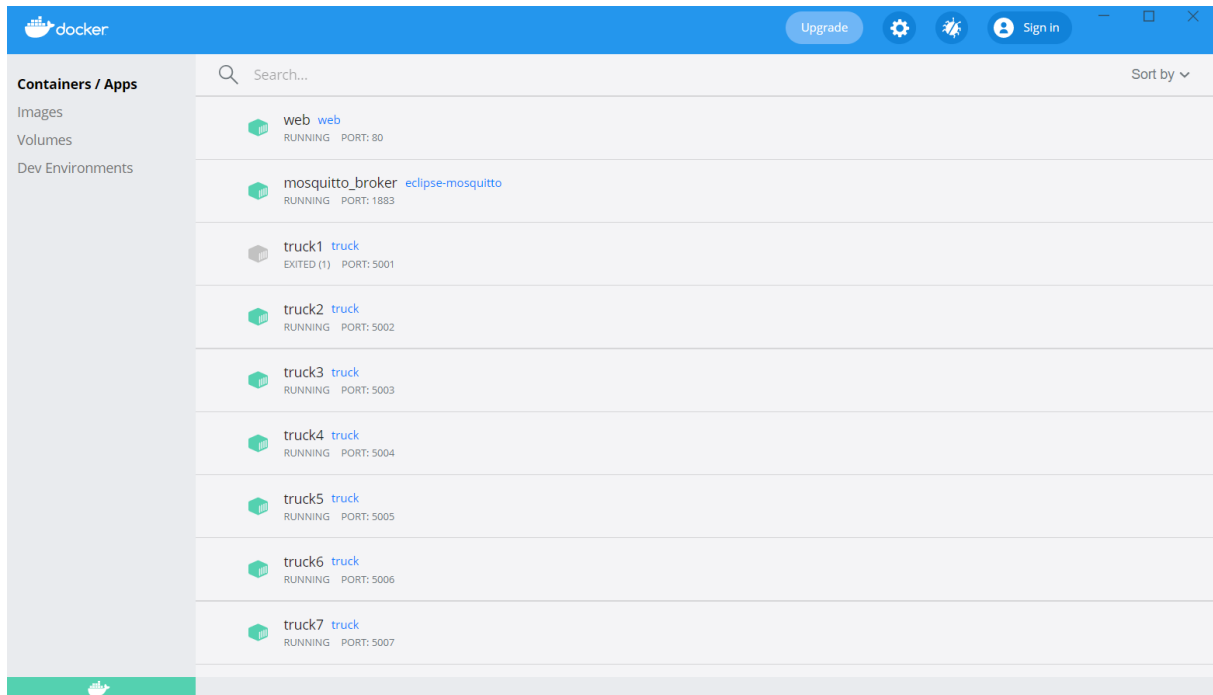 docker
Upgrade
Sign in
Containers / Apps
Images
Volumes
Dev Environments
Search...
Sort by
web web
RUNNING PORT: 80
mosquitto_broker eclipse-mosquitto
RUNNING PORT: 1883
truck1 truck
EXITED (1) PORT: 5001
truck2 truck
RUNNING PORT: 5002
truck3 truck
RUNNING PORT: 5003
truck4 truck
RUNNING PORT: 5004
truck5 truck
RUNNING PORT: 5005
truck6 truck
RUNNING PORT: 5006
truck7 truck
RUNNING PORT: 5007